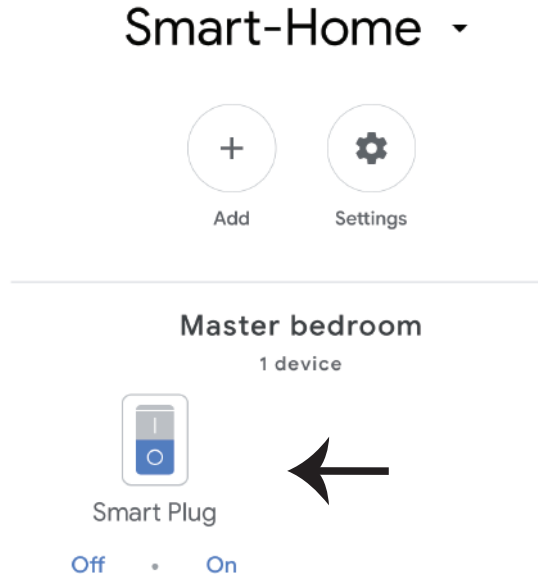 Smart-Home
Add Settings
Master bedroom
1 device
Smart Plug
Off • On